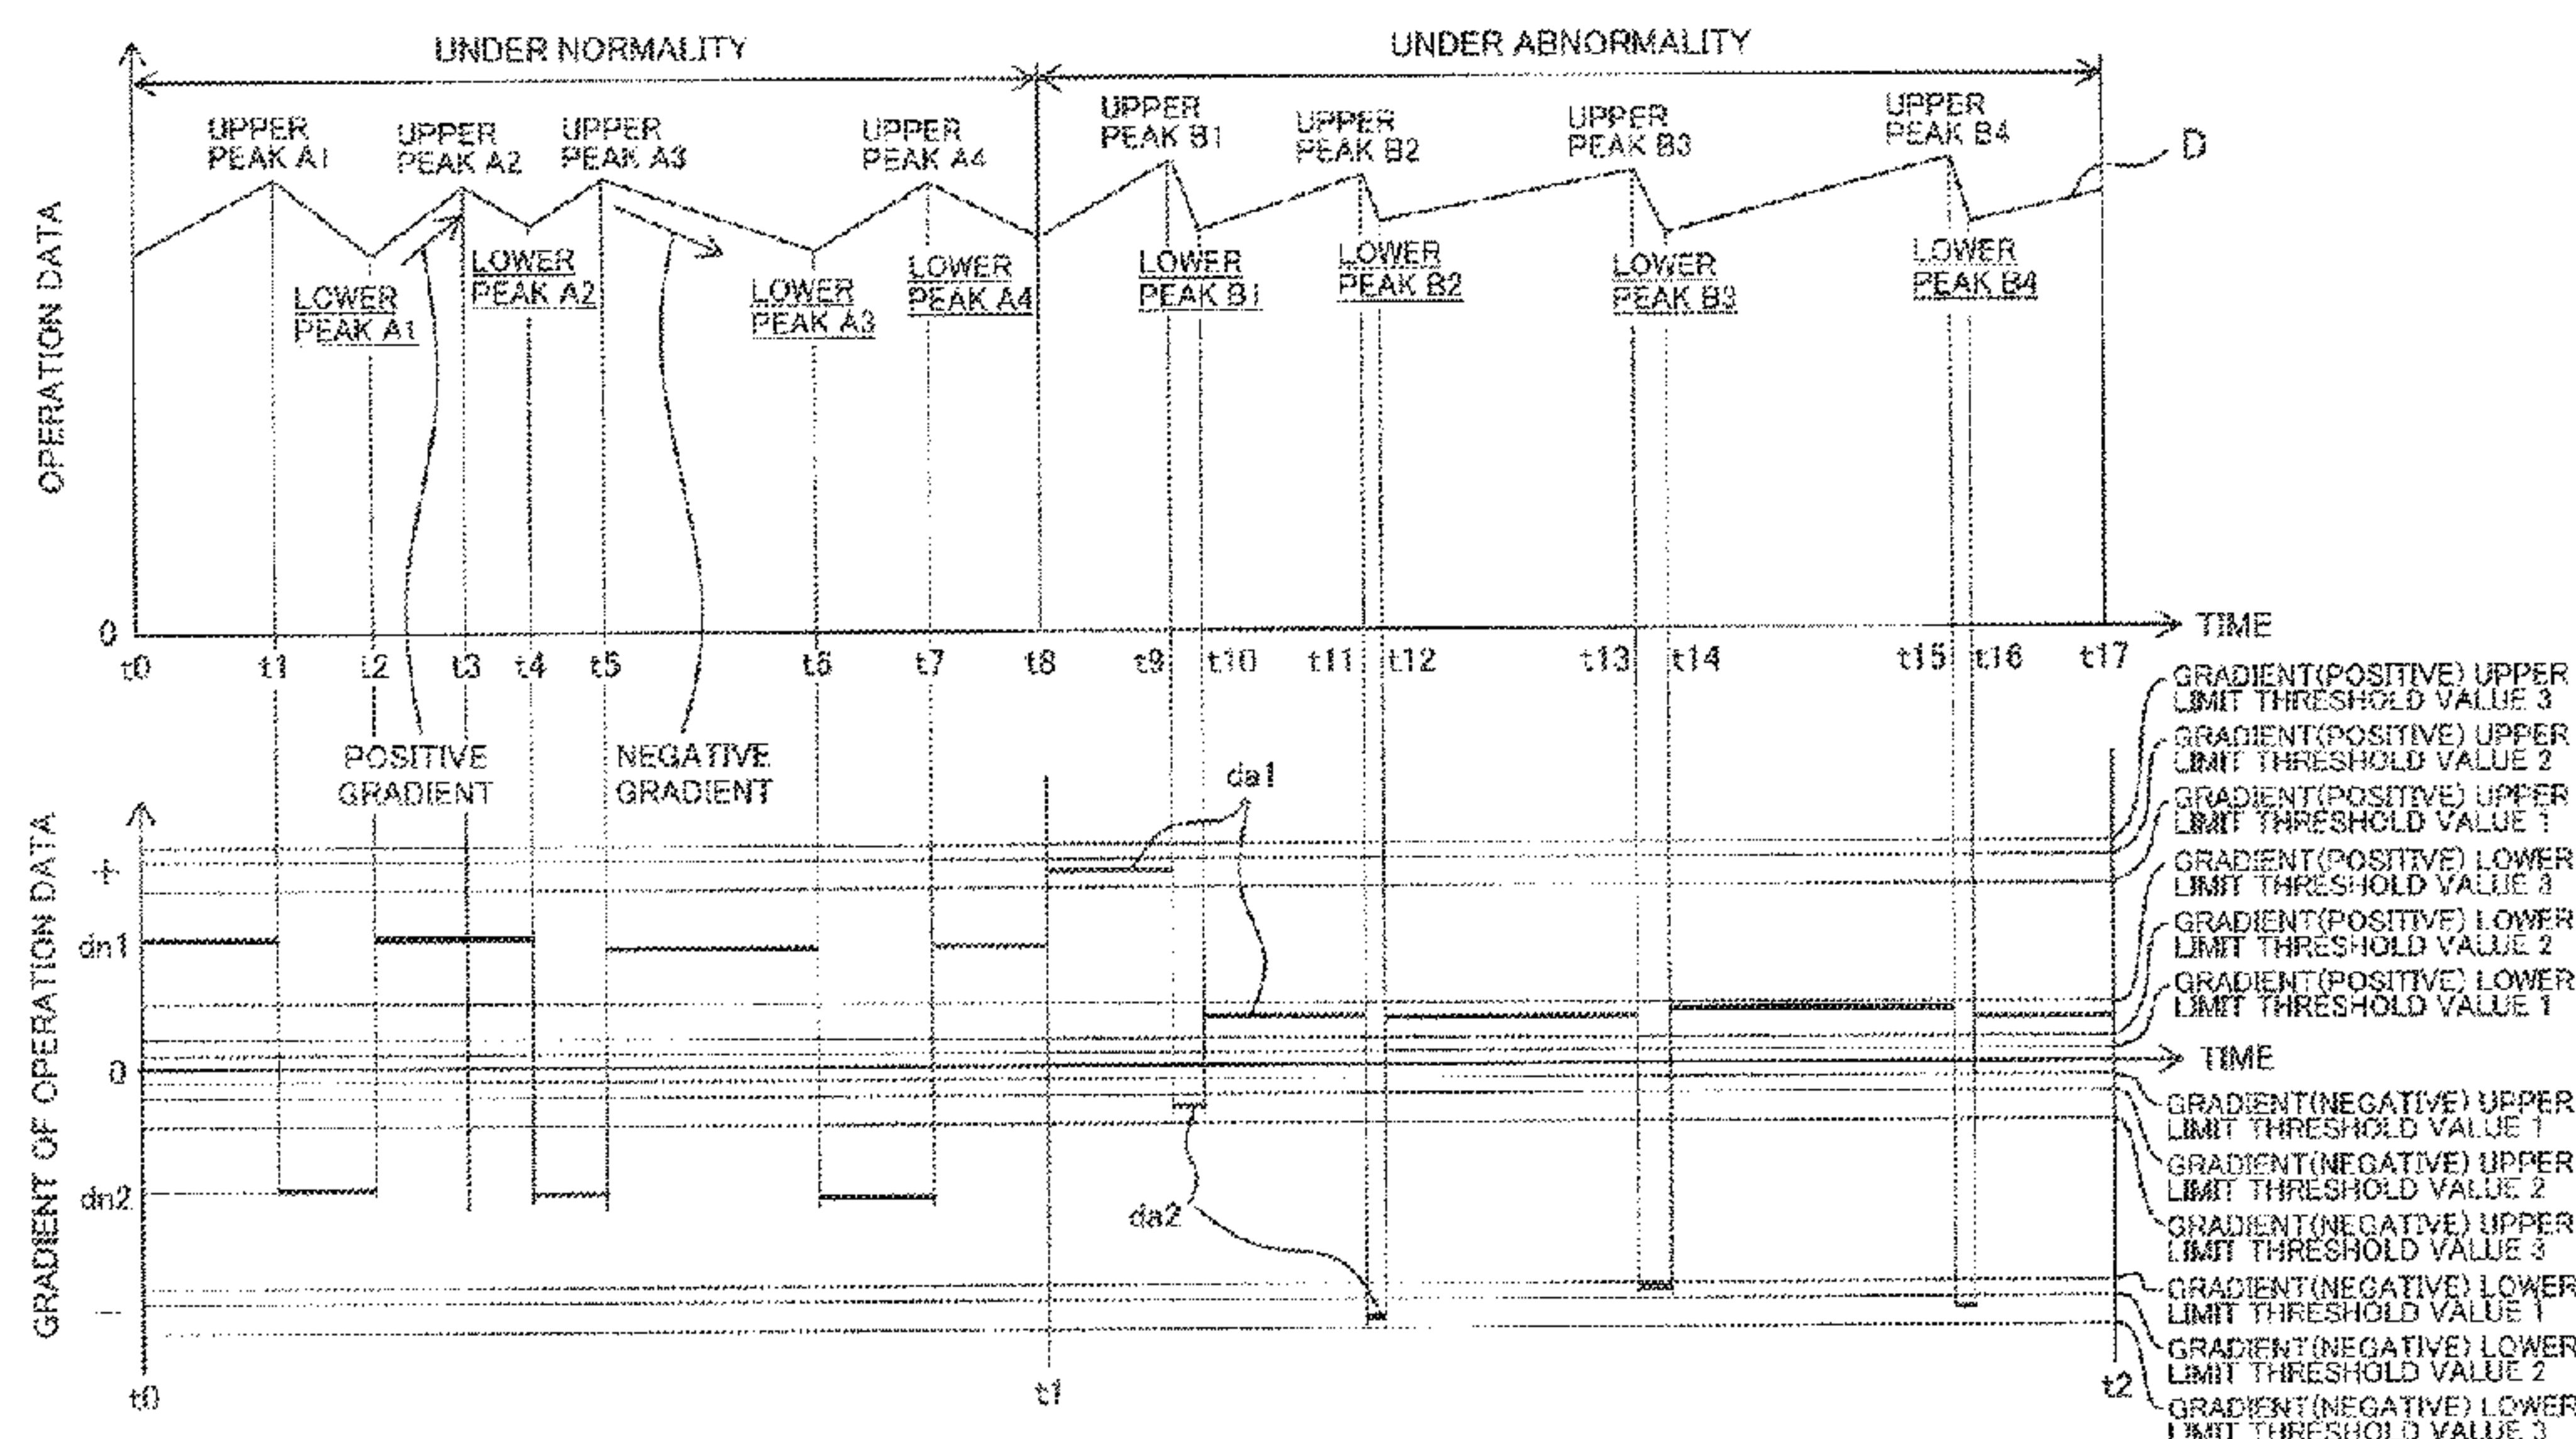 UNDER NORMALITY
UNDER ABNORMALITY
OPERATION DATA
UPPER
PEAK A1
UPPER
PEAK A2
UPPER
PEAK A3
UPPER
PEAK A4
UPPER
PEAK B1
UPPER
PEAK B2
UPPER
PEAK B3
UPPER
PEAK B4
D
LOWER
PEAK A1
LOWER
PEAK A2
LOWER
PEAK A3
LOWER
PEAK A4
LOWER
PEAK B1
LOWER
PEAK B2
LOWER
PEAK B3
LOWER
PEAK B4
0
TIME
t0 t1 t2 t3 t4 t5 t6 t7 t8 t9 t10 t11 t12 t13 t14 t15 t16 t17
POSITIVE
GRADIENT
NEGATIVE
GRADIENT
GRADIENT OF OPERATION DATA
+
dn1
0
dn2
-
da1
da2
TIME
GRADIENT(POSITIVE) UPPER
LIMIT THRESHOLD VALUE 3
GRADIENT(POSITIVE) UPPER
LIMIT THRESHOLD VALUE 2
GRADIENT(POSITIVE) UPPER
LIMIT THRESHOLD VALUE 1
GRADIENT(POSITIVE) LOWER
LIMIT THRESHOLD VALUE 3
GRADIENT(POSITIVE) LOWER
LIMIT THRESHOLD VALUE 2
GRADIENT(POSITIVE) LOWER
LIMIT THRESHOLD VALUE 1
GRADIENT(NEGATIVE) UPPER
LIMIT THRESHOLD VALUE 1
GRADIENT(NEGATIVE) UPPER
LIMIT THRESHOLD VALUE 2
GRADIENT(NEGATIVE) UPPER
LIMIT THRESHOLD VALUE 3
GRADIENT(NEGATIVE) LOWER
LIMIT THRESHOLD VALUE 1
GRADIENT(NEGATIVE) LOWER
LIMIT THRESHOLD VALUE 2
GRADIENT(NEGATIVE) LOWER
LIMIT THRESHOLD VALUE 3
t0 t1 t2